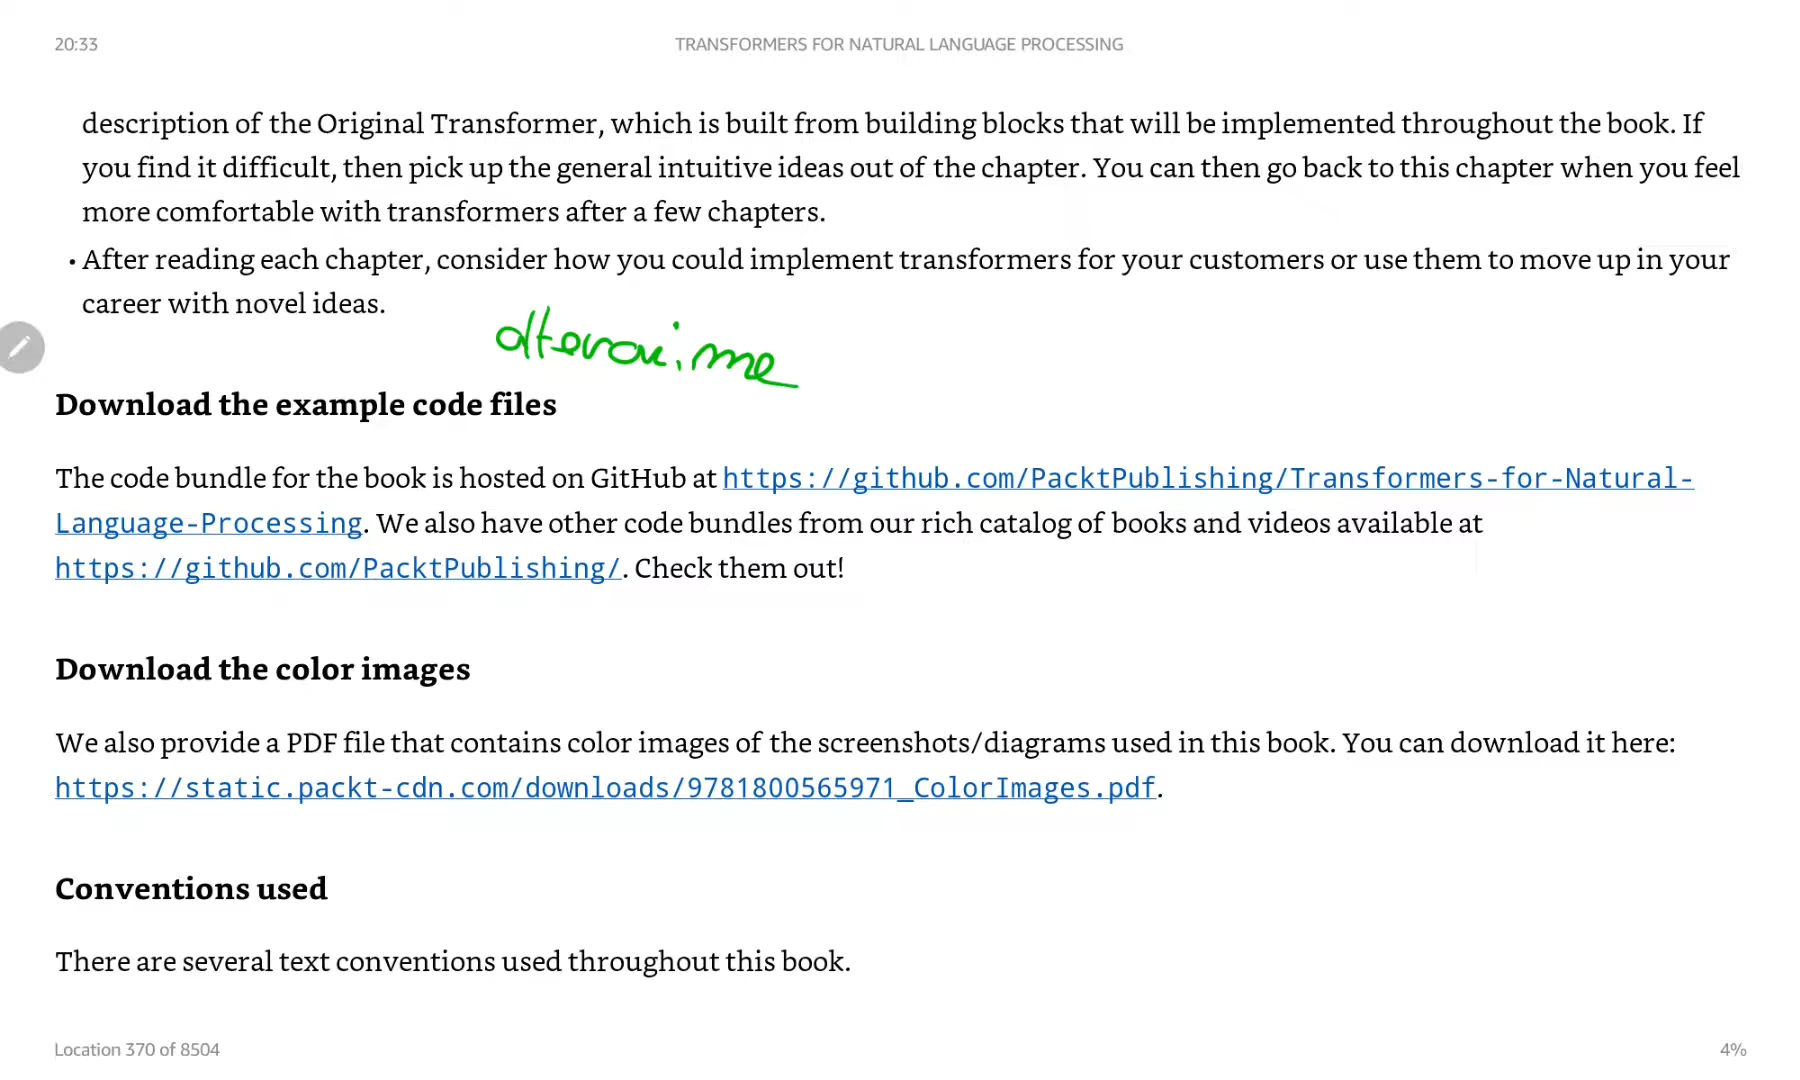 20:33
TRANSFORMERS FOR NATURAL LANGUAGE PROCESSING
description of the Original Transformer, which is built from building blocks that will be implemented throughout the book. If
you find it difficult, then pick up the general intuitive ideas out of the chapter. You can then go back to this chapter when you feel
more comfortable with transformers after a few chapters.
• After reading each chapter, consider how you could implement transformers for your customers or use them to move up in your
career with novel ideas.
Download the example code files
The code bundle for the book is hosted on GitHub at https://github.com/PacktPublishing/Transformers-for-Natural-
Language-Processing. We also have other code bundles from our rich catalog of books and videos available at
https://github.com/PacktPublishing/. Check them out!
Download the color images
We also provide a PDF file that contains color images of the screenshots/diagrams used in this book. You can download it here:
https://static.packt-cdn.com/downloads/9781800565971_ColorImages.pdf.
Conventions used
There are several text conventions used throughout this book.
Location 370 of 8504
4%